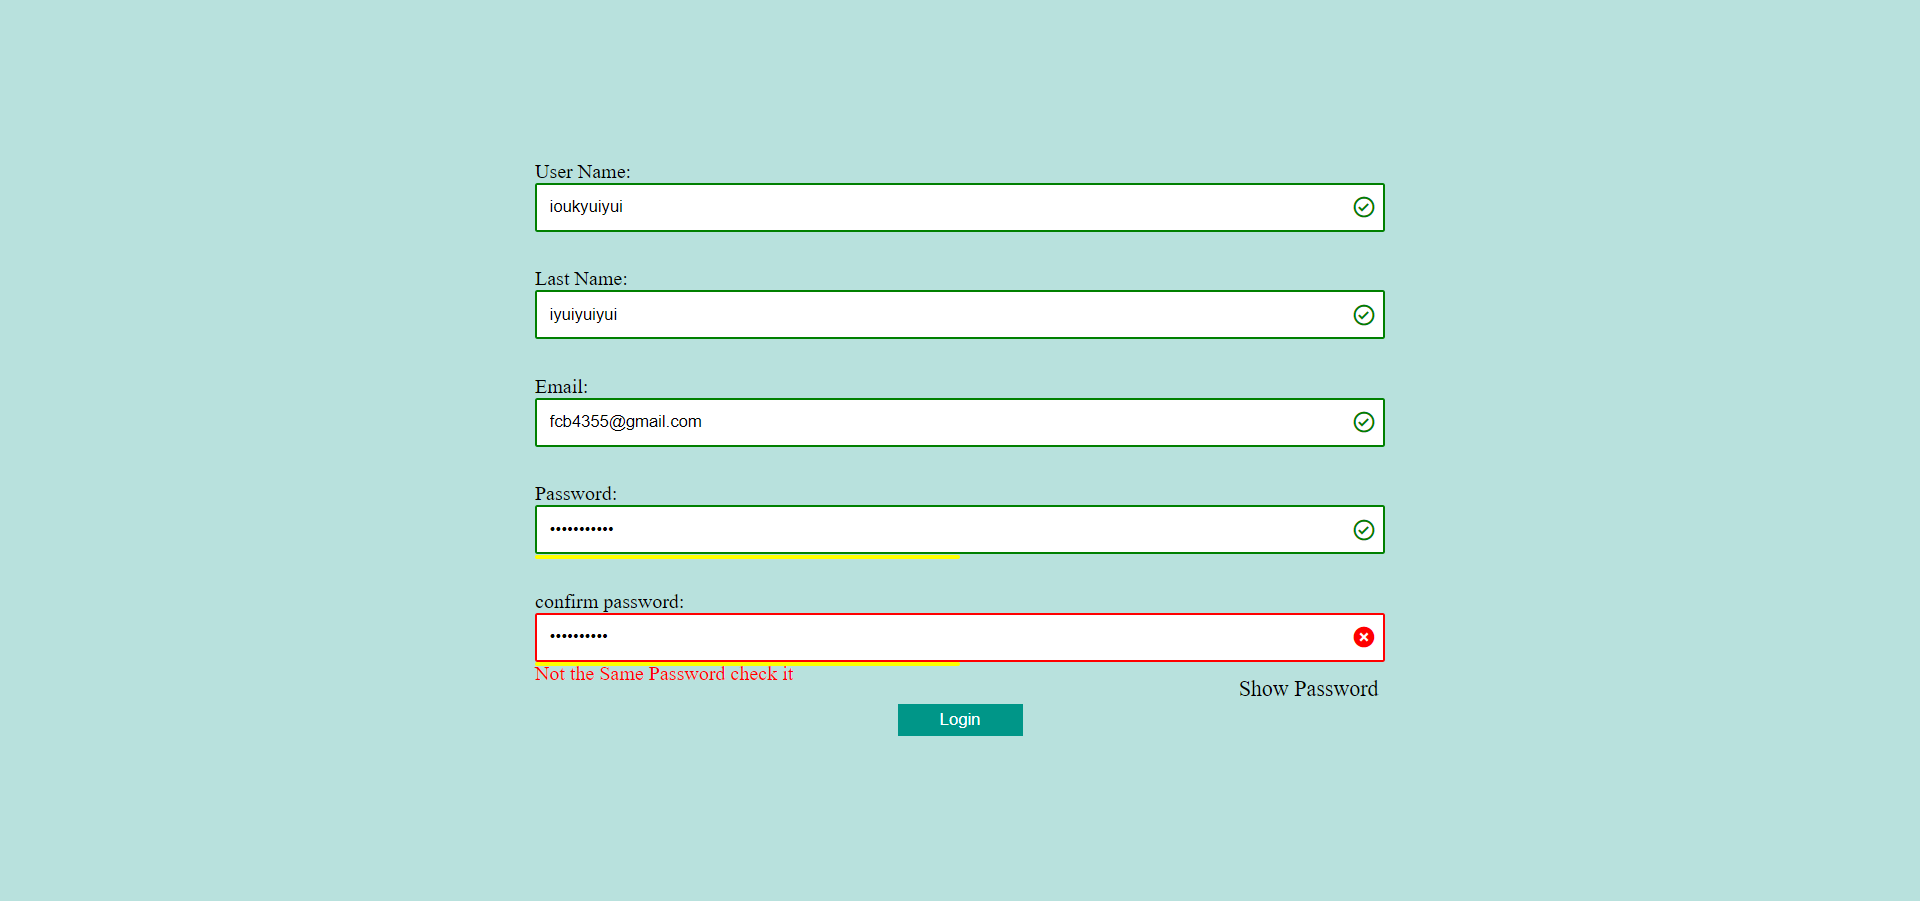 User Name:
ioukyuiyui
Last Name:
iyuiyuiyui
Email:
fcb4355@gmail.com
Password:
•••••••••••
confirm password:
••••••••••
Not the Same Password check it
Show Password
Login